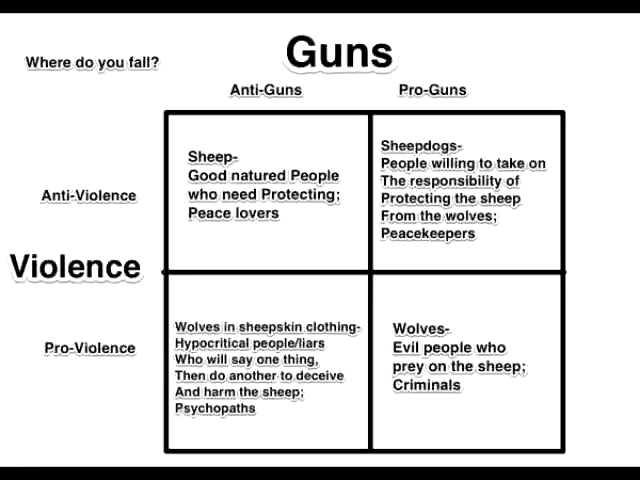 Guns
Where do you fall?
Anti-Guns
Pro-Guns
Anti-Violence
Sheep-
Good natured People
who need Protecting;
Peace lovers
Sheepdogs-
People willing to take on
The responsibility of
Protecting the sheep
From the wolves;
Peacekeepers
Violence
Pro-Violence
Wolves in sheepskin clothing-
Hypocritical people/liars
Who will say one thing,
Then do another to deceive
And harm the sheep;
Psychopaths
Wolves-
Evil people who
prey on the sheep;
Criminals